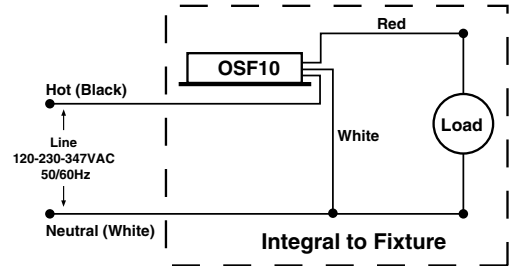 Red
OSF10
Hot (Black)
Line
120-230-347VAC
50/60Hz
White
Load
Neutral (White)
Integral to Fixture